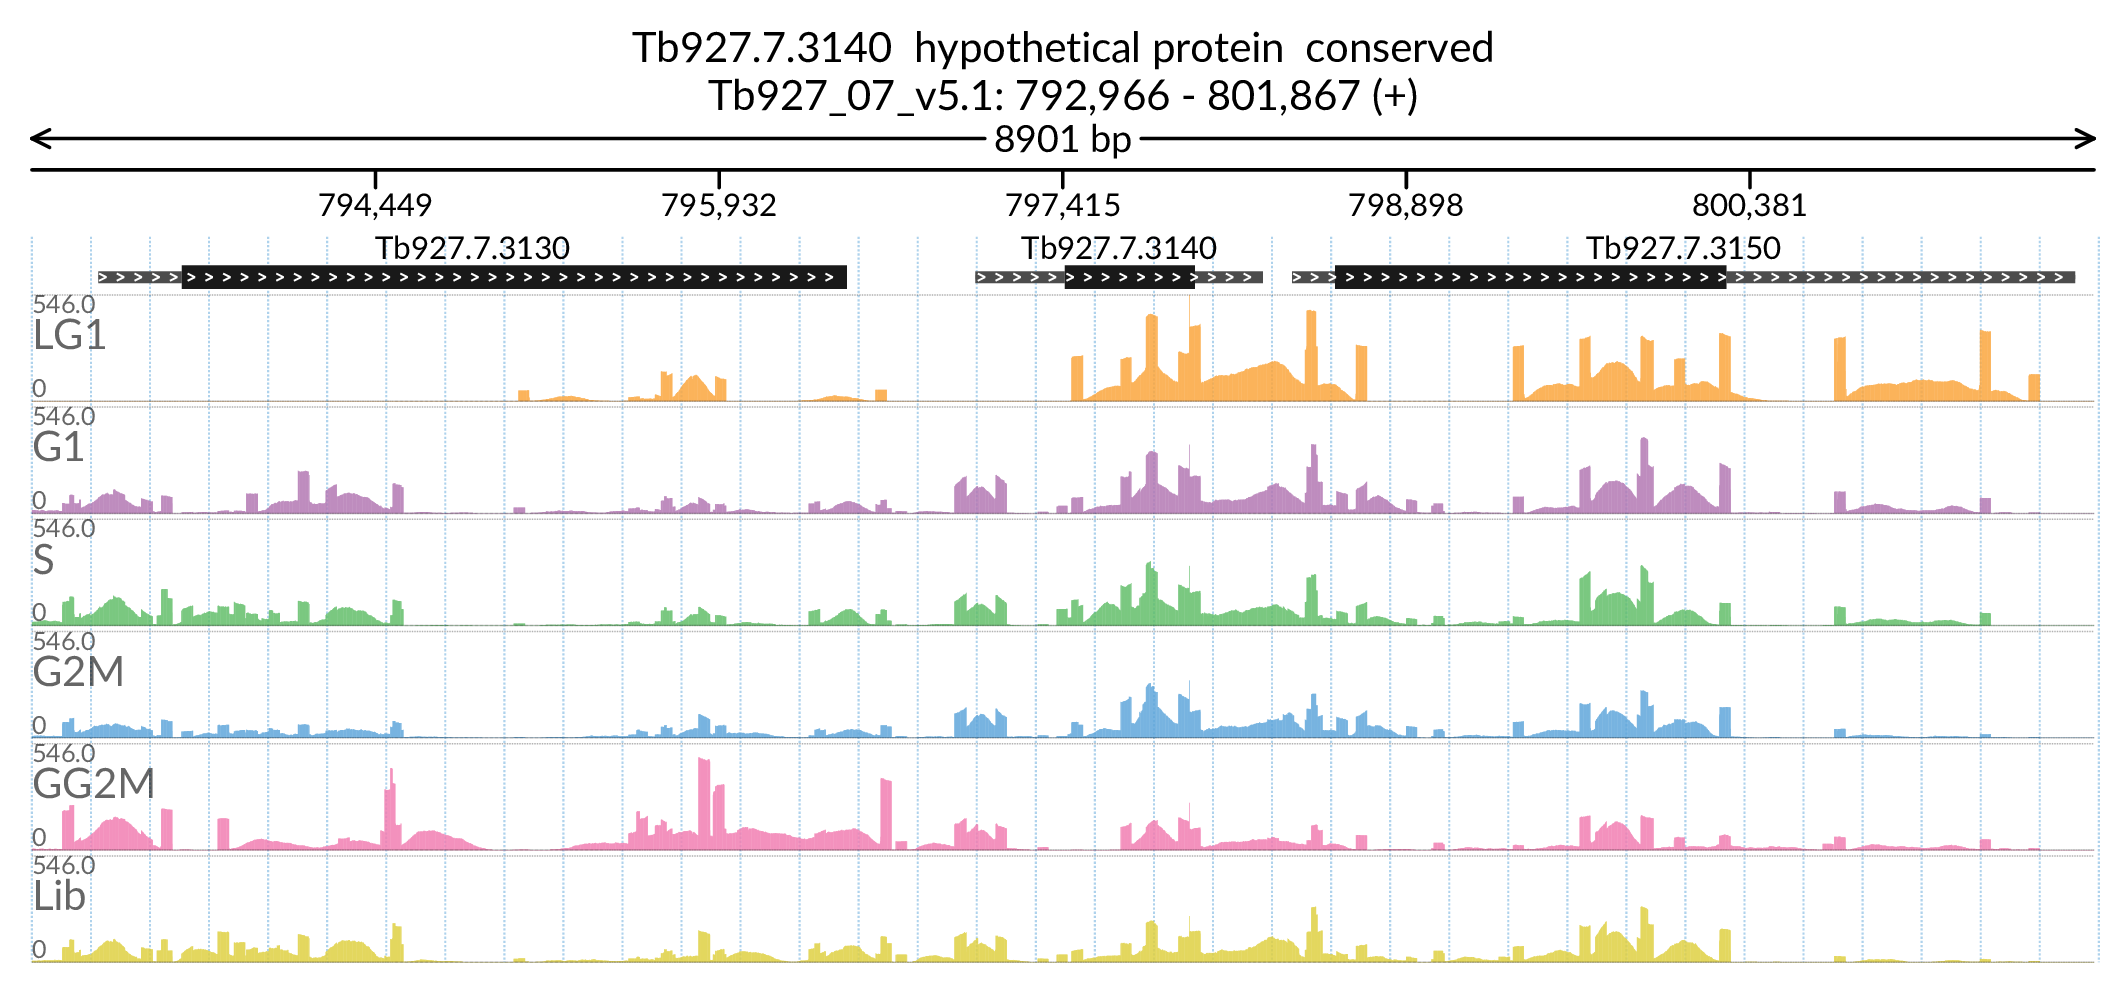 Tb927.7.3140  hypothetical protein  conserved
Tb927_07_v5.1: 792,966 - 801,867 (+)
8901 bp
794,449 795,932 797,415 798,898 800,381
Tb927.7.3130 Tb927.7.3140 Tb927.7.3150
546.0
LG1
0
546.0
G1
0
546.0
S
0
546.0
G2M
0
546.0
GG2M
0
546.0
Lib
0